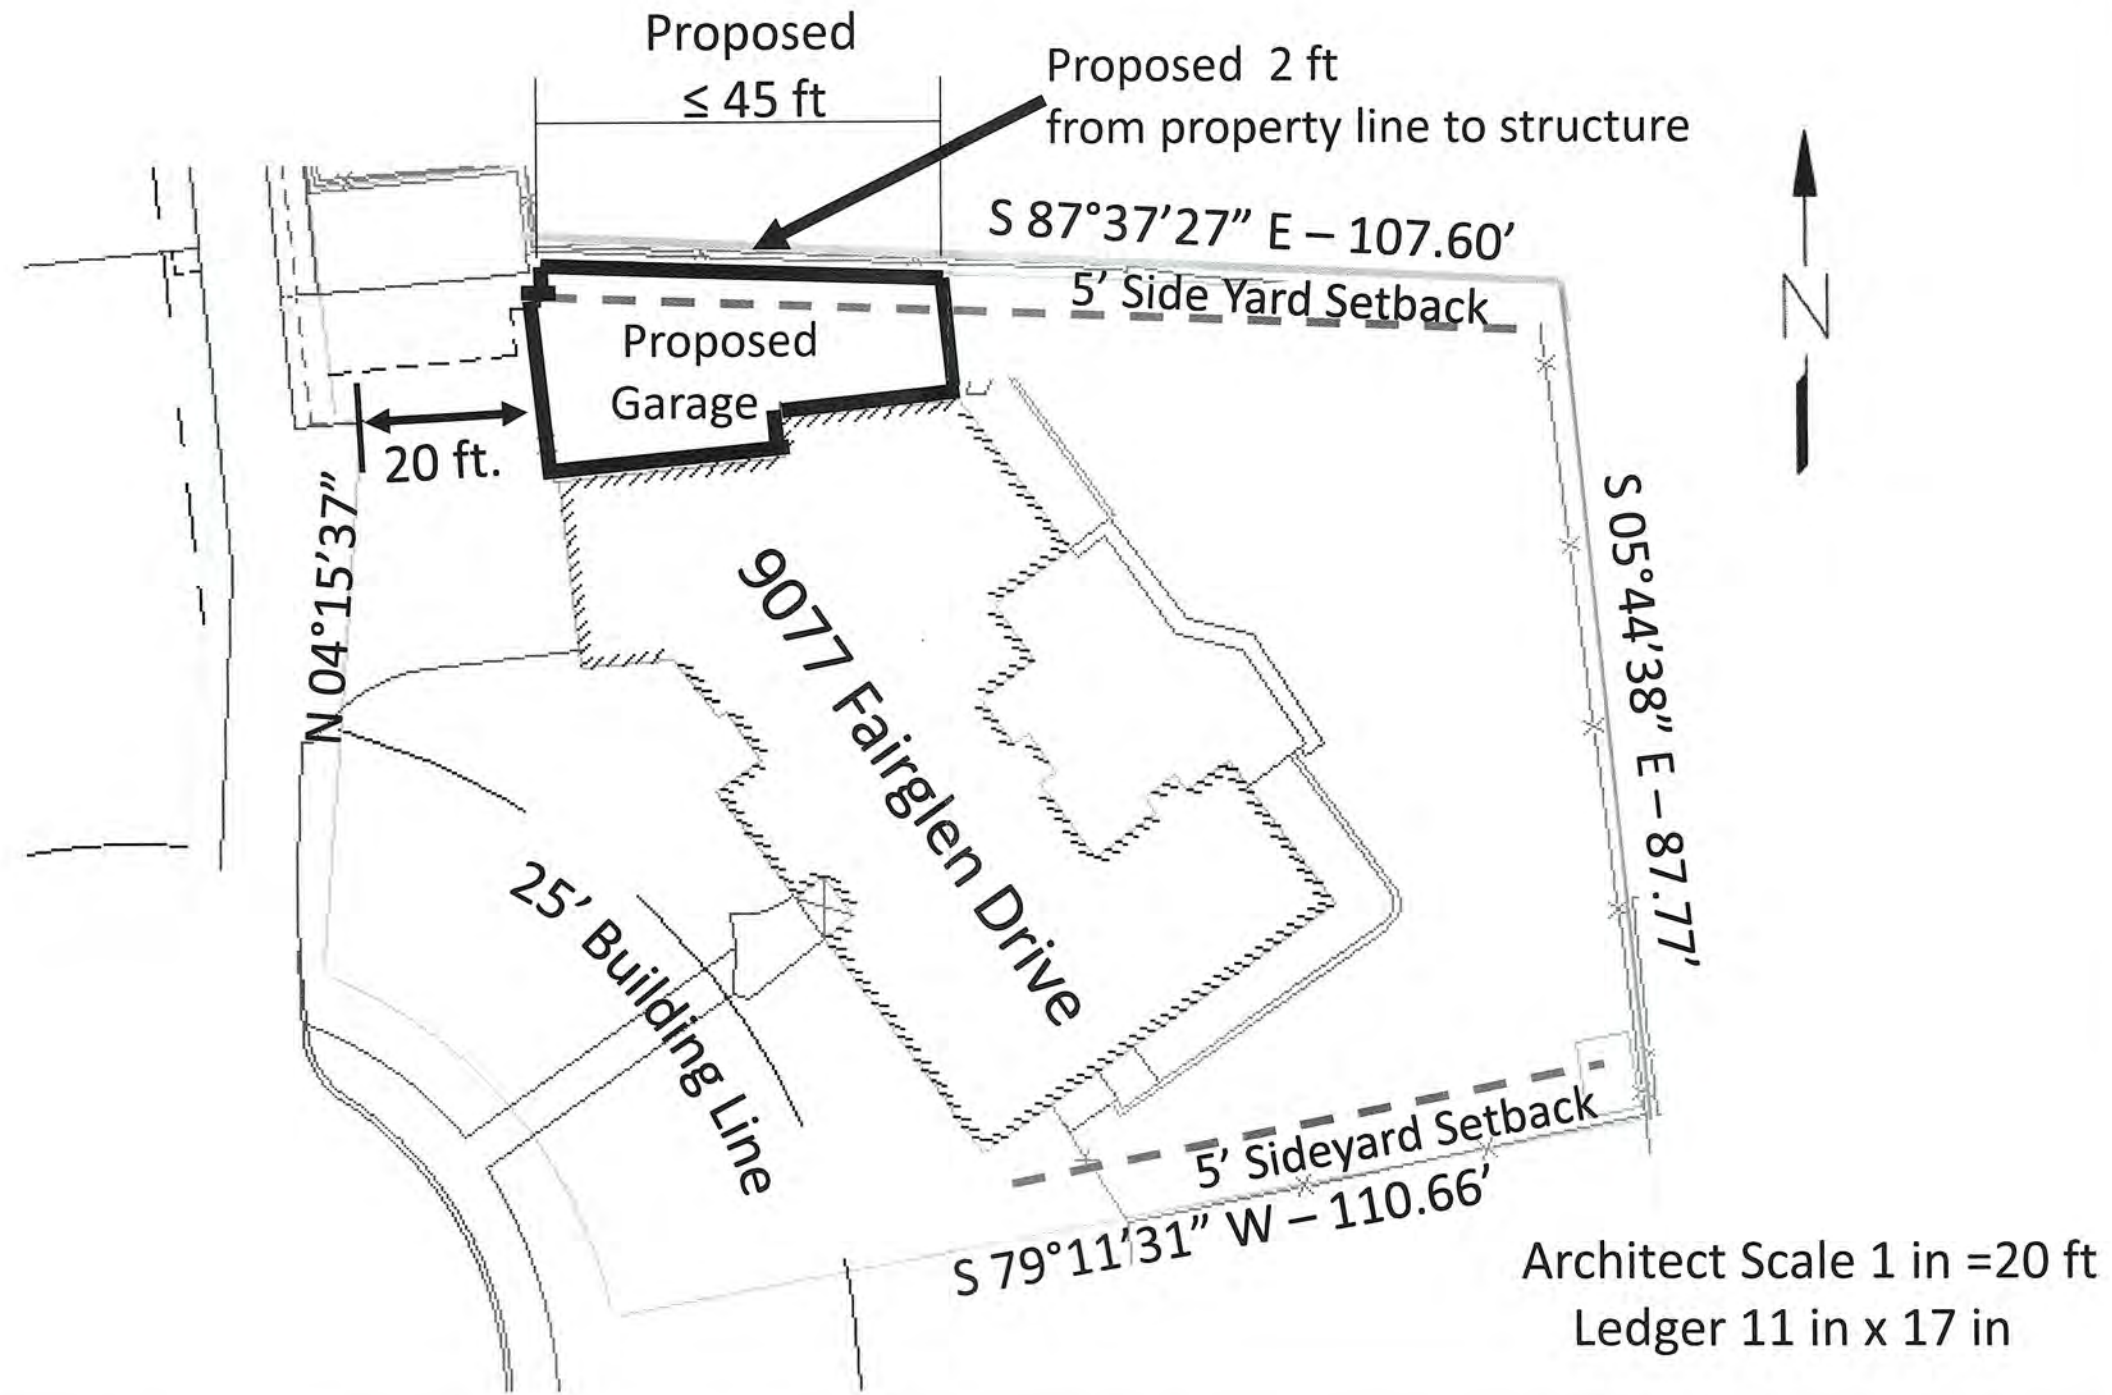 Proposed
≤ 45 ft
Proposed 2 ft
from property line to structure
S 87°37’27” E – 107.60’
5’ Side Yard Setback
N
Proposed
Garage
20 ft.
N 04°15’37”
S 05°44’38” E – 87.77’
9077 Fairglen Drive
25’ Building Line
5’ Sideyard Setback
S 79°11’31” W – 110.66’
Architect Scale 1 in =20 ft
Ledger 11 in x 17 in